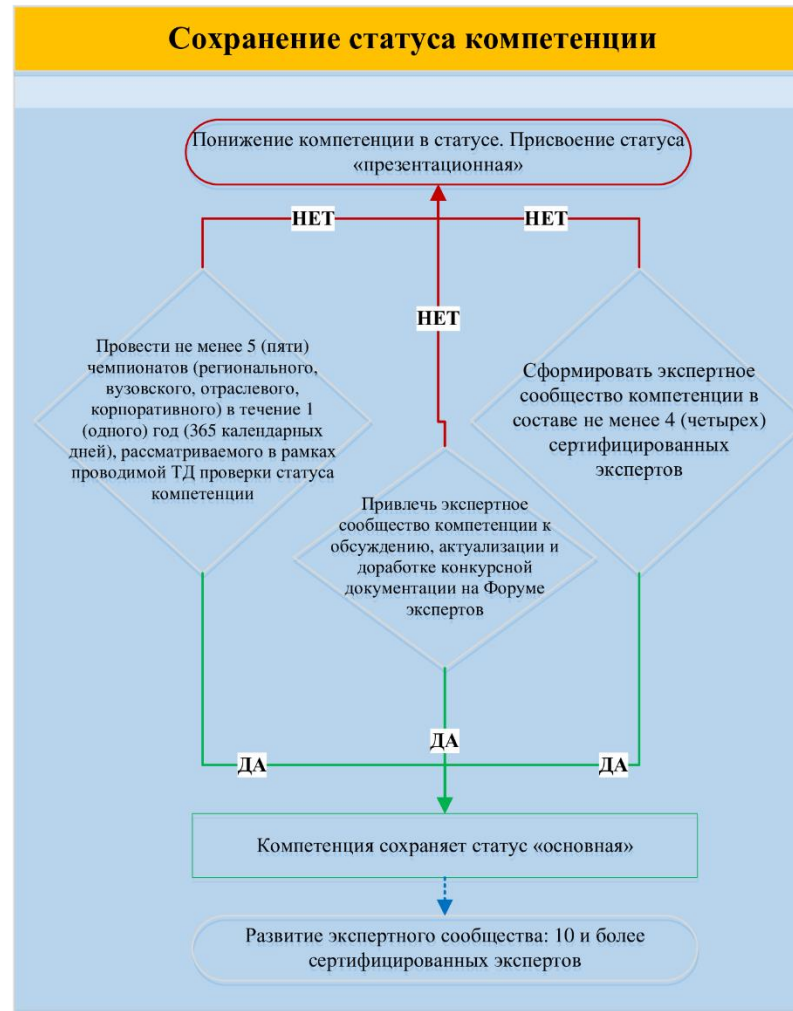 Сохранение статуса компетенции
Понижение компетенции в статусе. Присвоение статуса
«презентационная»
НЕТ
НЕТ
НЕТ
Провести не менее 5 (пяти)
чемпионатов (регионального,
вузовского, отраслевого,
корпоративного) в течение 1
(одного) год (365 календарных
дней), рассматриваемого в рамках
проводимой ТД проверки статуса
компетенции
Привлечь экспертное
сообщество компетенции к
обсуждению, актуализации и
доработке конкурсной
документации на Форуме
экспертов
Сформировать экспертное
сообщество компетенции в
составе не менее 4 (четырех)
сертифицированных
экспертов
ДА
ДА
ДА
Компетенция сохраняет статус «основная»
Развитие экспертного сообщества: 10 и более
сертифицированных экспертов